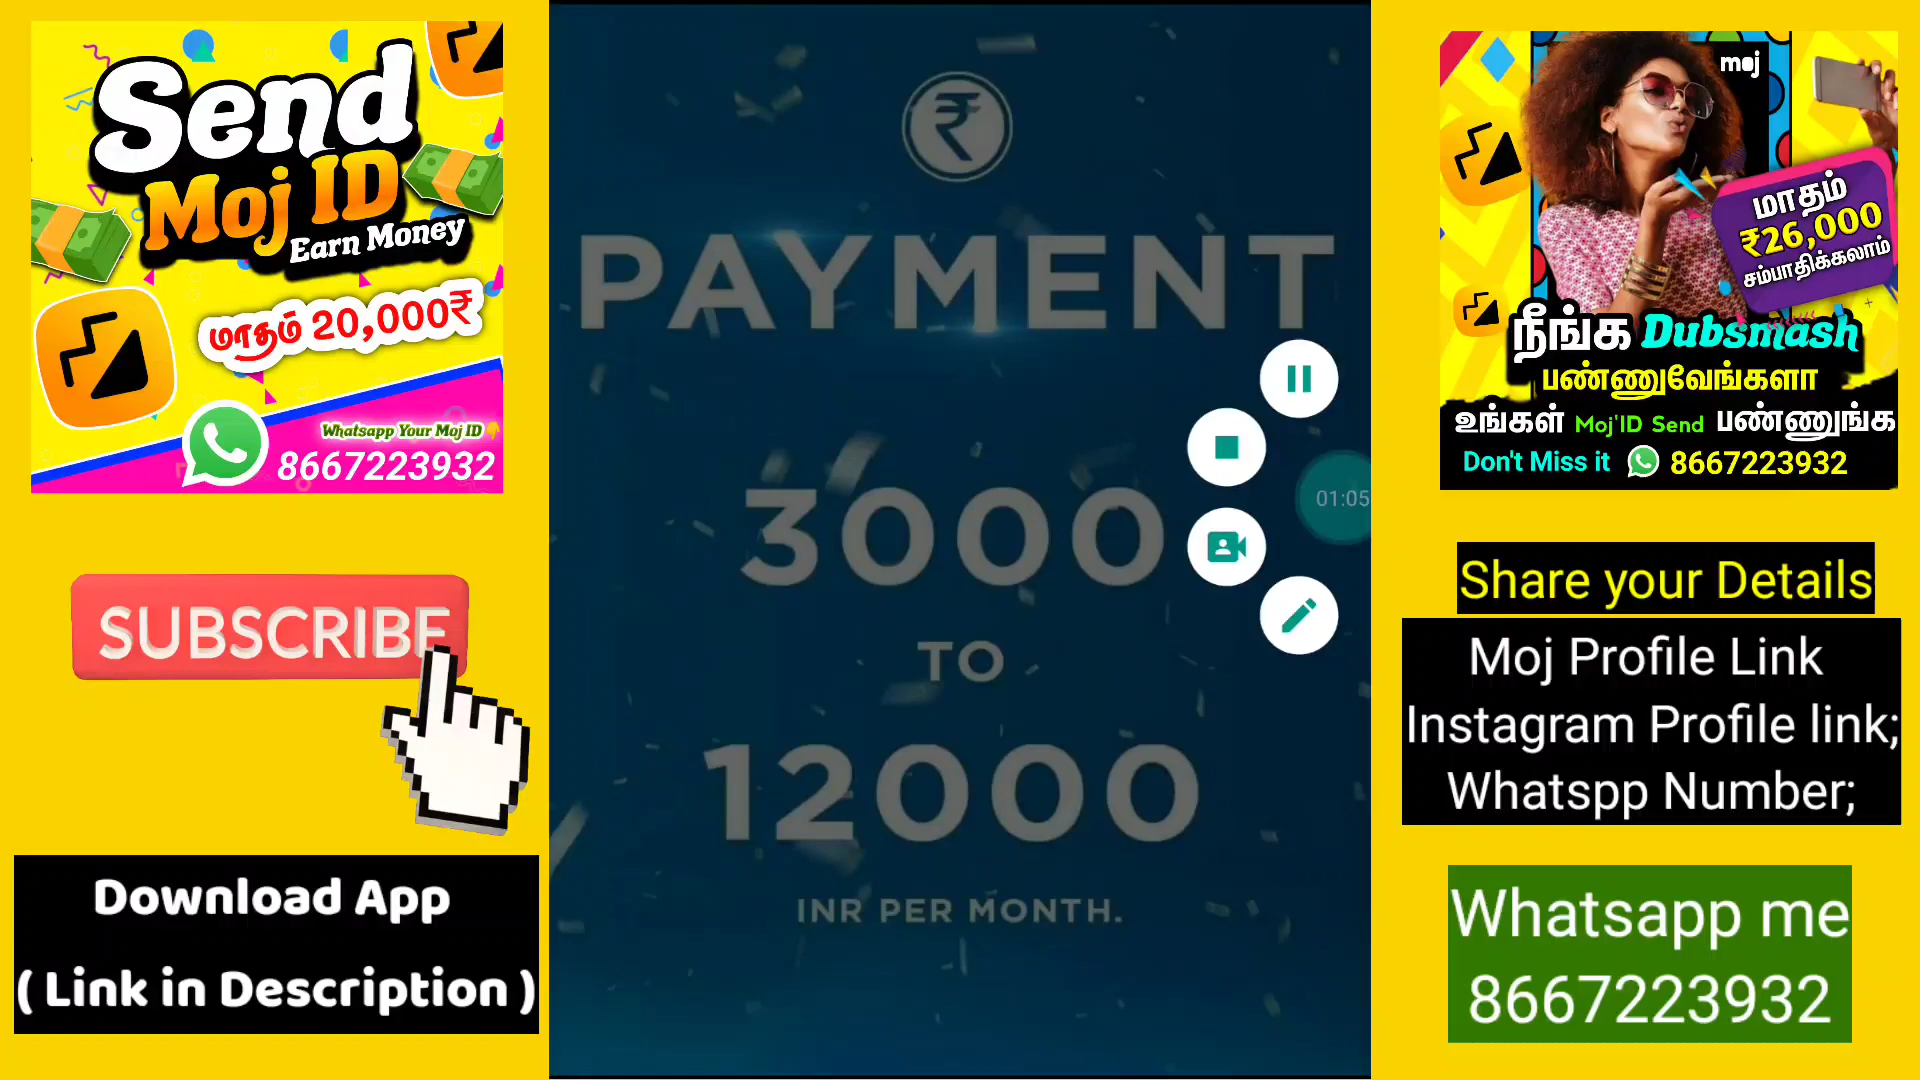 Send
Moj ID
Earn Money
மாதம் 20,000₹
Whatsapp Your Moj ID
8667223932
SUBSCRIBE
Download App
( Link in Description )
₹
PAYMENT
3000
TO
12000
INR PER MONTH.
01:05
moj
மாதம்
₹26,000
சம்பாதிக்கலாம்
நீங்க Dubsmash
பண்ணுவேங்களா
உங்கள் Moj'ID Send பண்ணுங்க
Don't Miss it 8667223932
Share your Details
Moj Profile Link
Instagram Profile link;
Whatspp Number;
Whatsapp me
8667223932